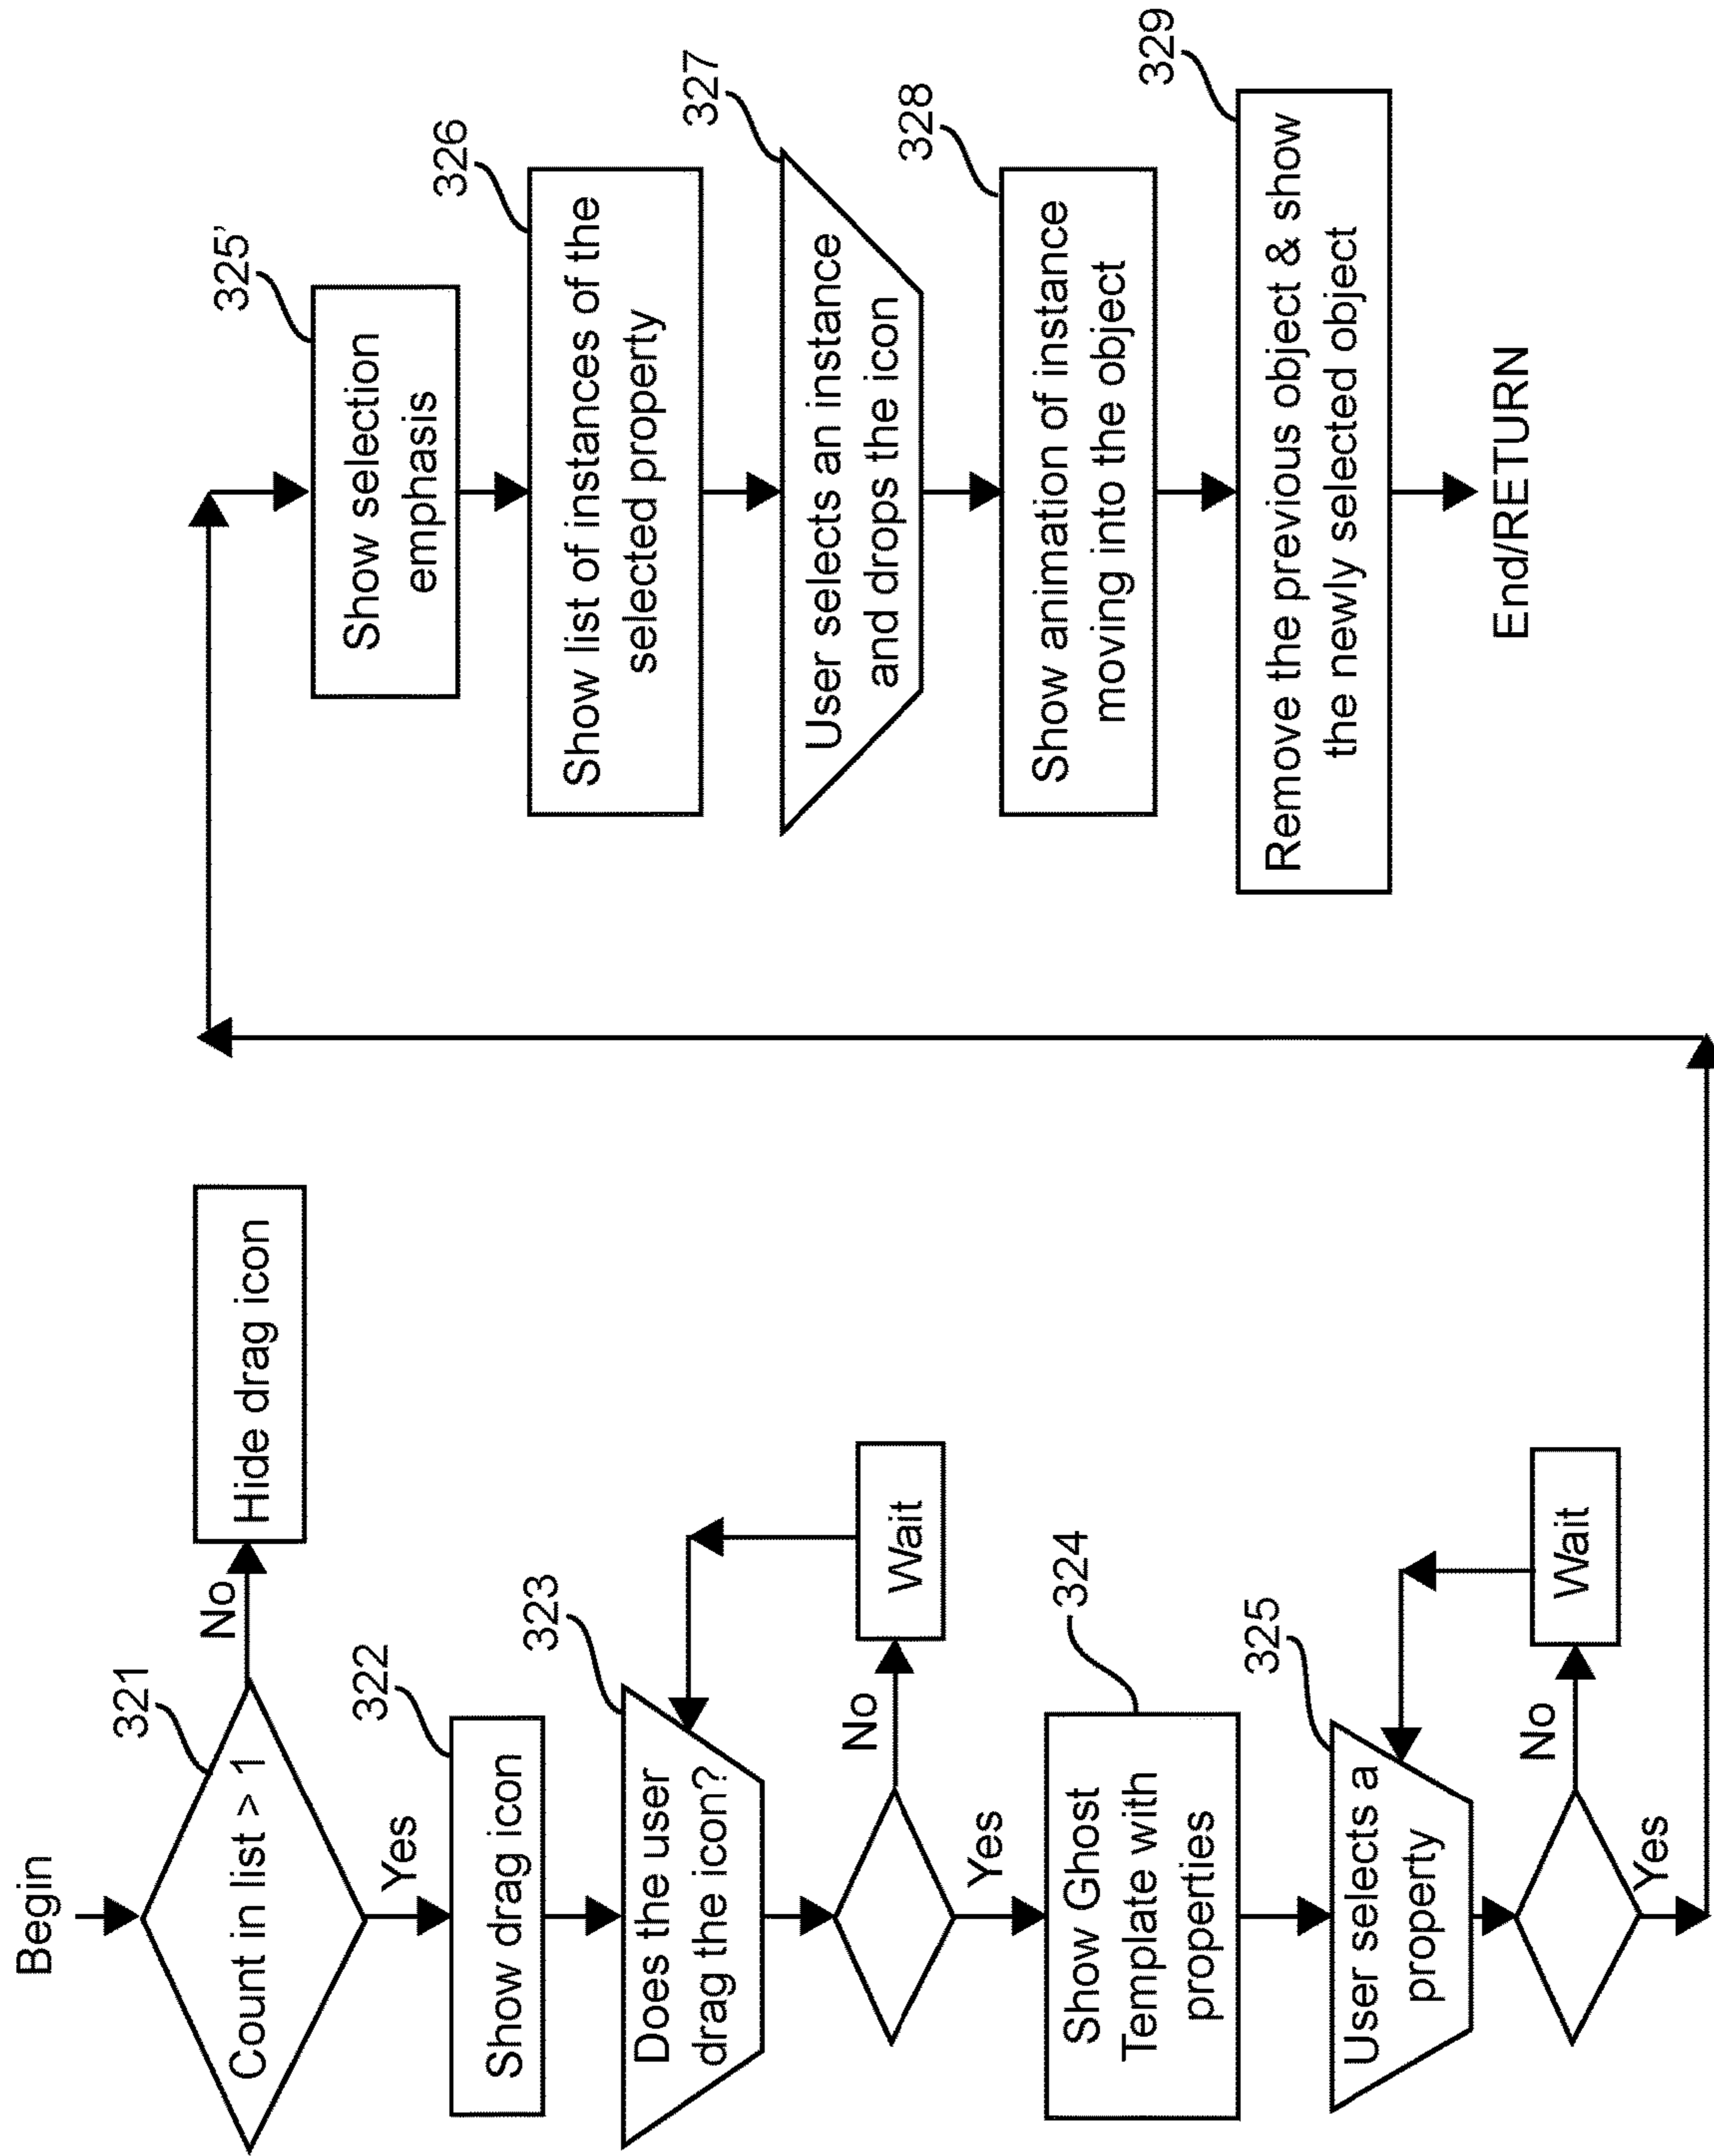 Begin
321
Count in list > 1
No
Hide drag icon
Yes
322
Show drag icon
323
Does the user
drag the icon?
No
Wait
Yes
324
Show Ghost
Template with
properties
325
User selects a
property
No
Wait
Yes
325'
Show selection
emphasis
326
Show list of instances of the
selected property
327
User selects an instance
and drops the icon
328
Show animation of instance
moving into the object
329
Remove the previous object & show
the newly selected object
End/RETURN